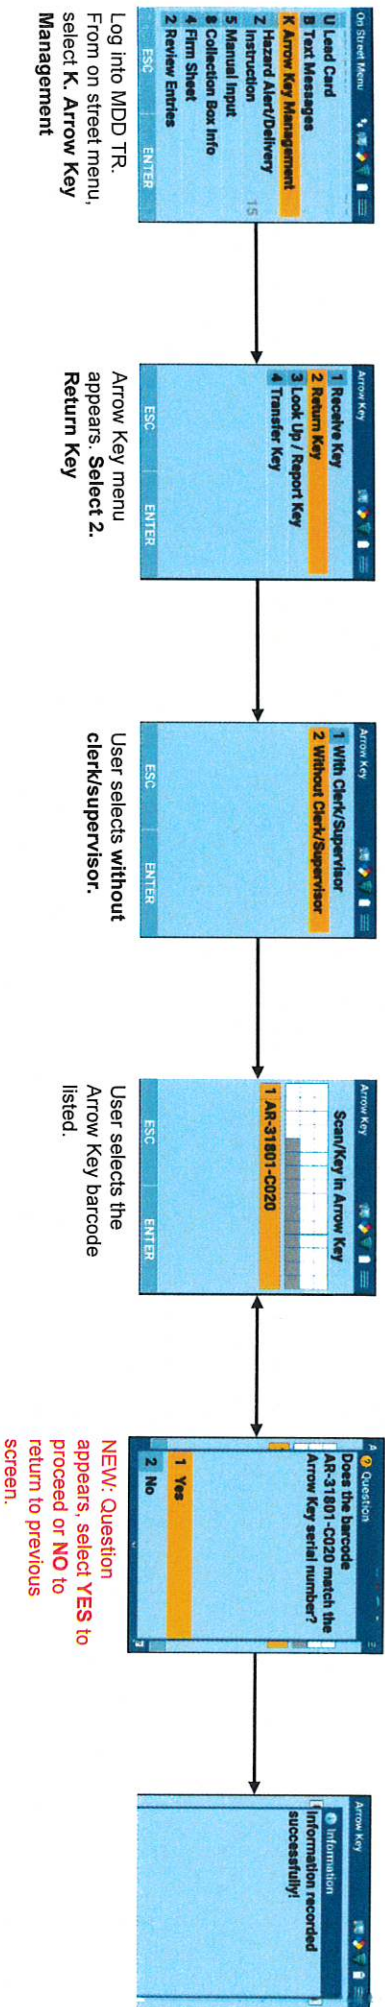 On Street Menu
U Lead Card
B Text Messages
K Arrow Key Management
Z Hazard Alert/Delivery
Instruction 15
5 Manual Input
8 Collection Box Info
4 Firm Sheet
2 Review Entries
ESC ENTER
Log into MDD TR.
From on street menu,
select K. Arrow Key
Management
Arrow Key
1 Receive Key
2 Return Key
3 Look Up / Report Key
4 Transfer Key
ESC ENTER
Arrow Key menu
appears. Select 2.
Return Key
Arrow Key
1 With Clerk/Supervisor
2 Without Clerk/Supervisor
ESC ENTER
User selects without
clerk/supervisor.
Arrow Key
Scan/Key in Arrow Key
1 AR-31801-C020
ESC ENTER
User selects the
Arrow Key barcode
listed.
A
? Question
Does the barcode
AR-31801-C020 match the
Arrow Key serial number?
1 Yes
2 No
NEW: Question
appears, select YES to
proceed or NO to
return to previous
screen.
Arrow Key
Information
Information recorded
successfully!